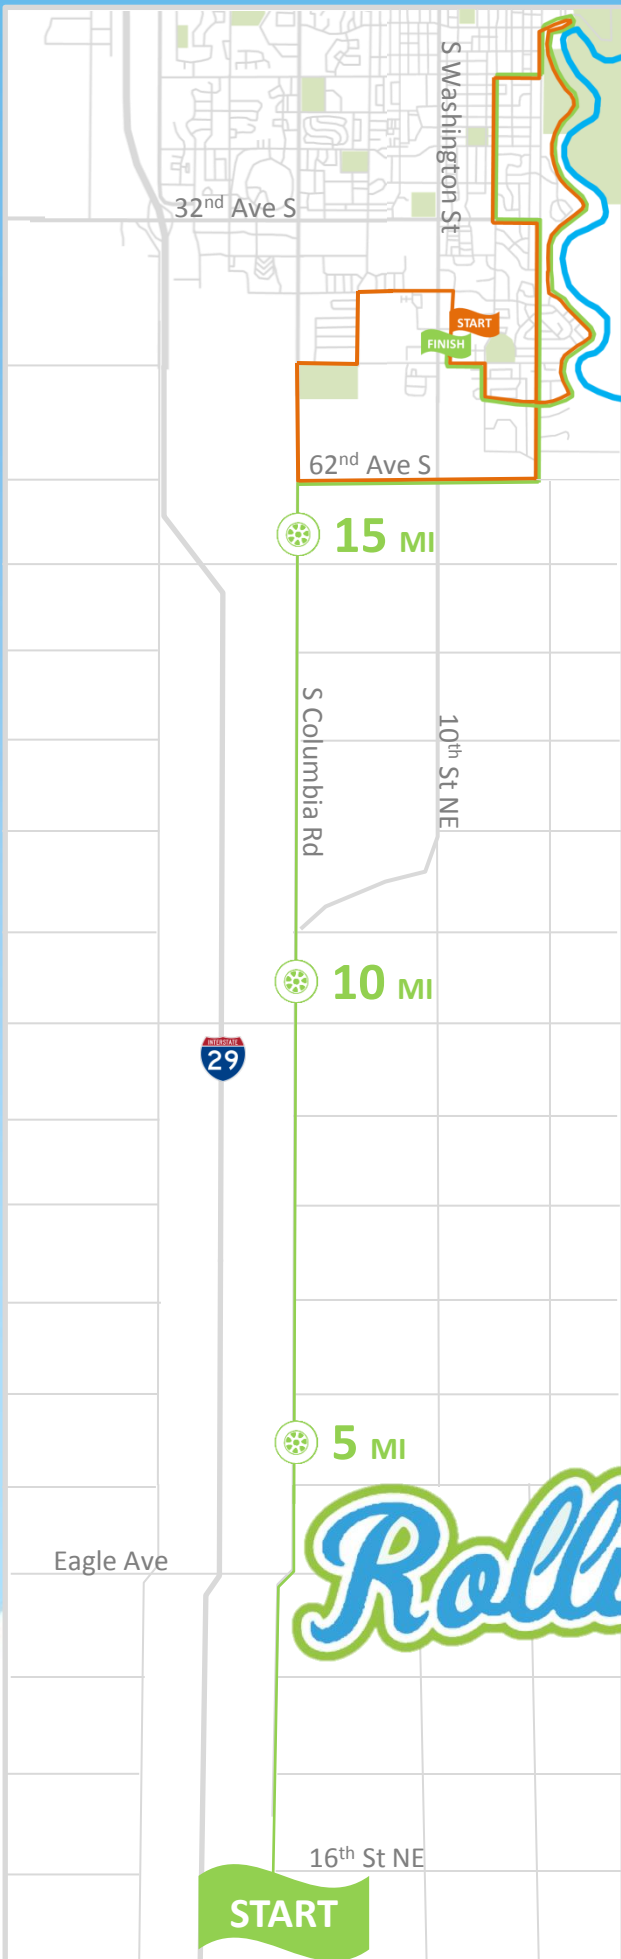 S Washington St
32nd Ave S
START
FINISH
62nd Ave S
15 MI
S Columbia Rd
10th St NE
10 MI
INTERSTATE
29
5 MI
Eagle Ave
16th St NE
START